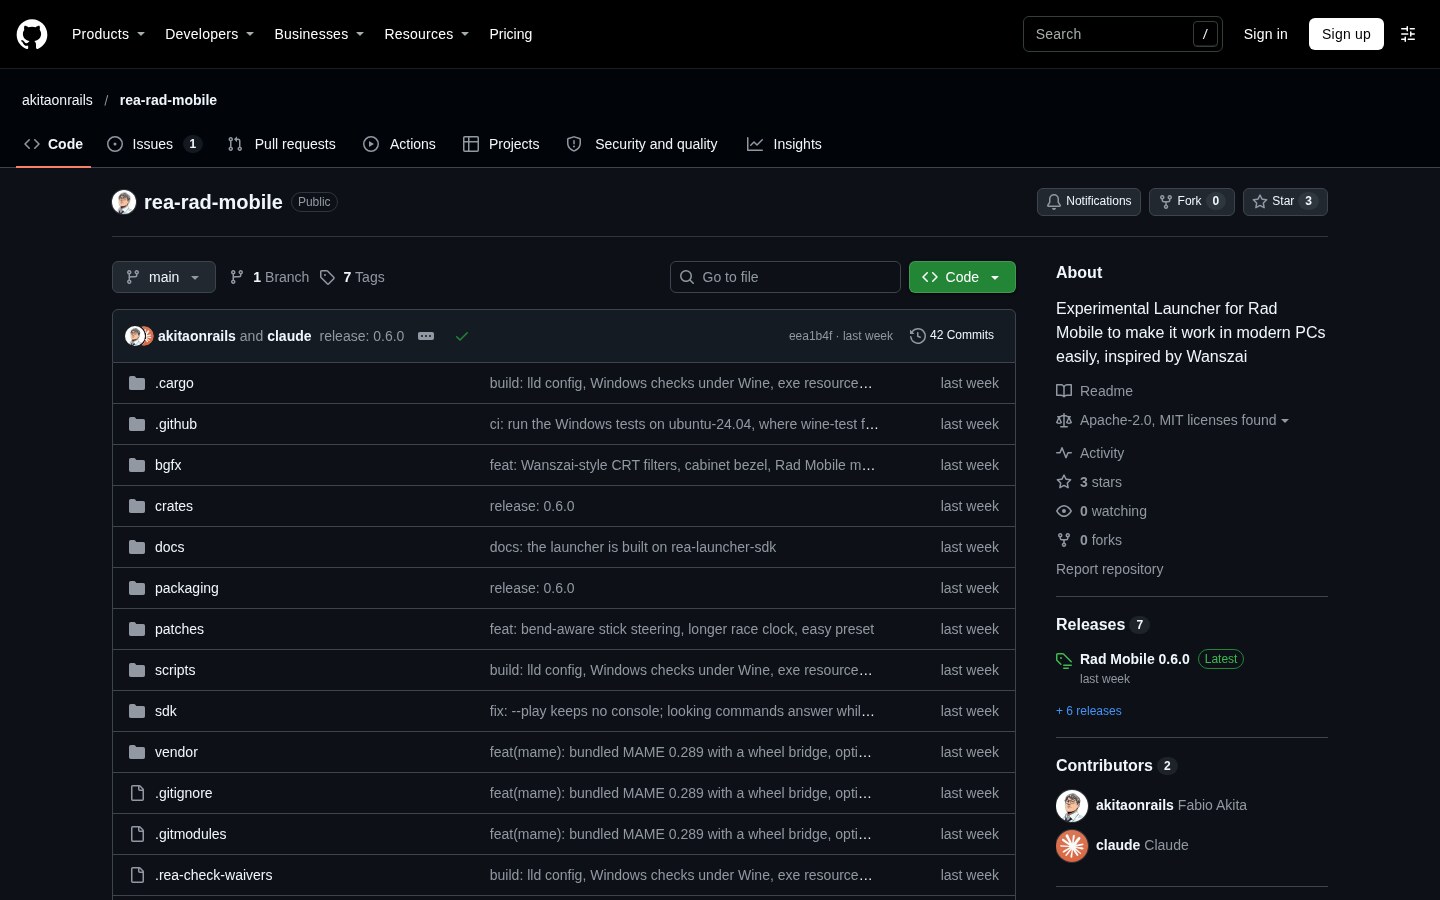 Products Developers Businesses Resources Pricing Search / Sign in Sign up
akitaonrails / rea-rad-mobile
Code Issues 1 Pull requests Actions Projects Security and quality Insights
rea-rad-mobile Public Notifications Fork 0 Star 3
main 1 Branch 7 Tags Go to file Code
akitaonrails and claude release: 0.6.0 eea1b4f · last week 42 Commits
.cargo build: lld config, Windows checks under Wine, exe resource… last week
.github ci: run the Windows tests on ubuntu-24.04, where wine-test f… last week
bgfx feat: Wanszai-style CRT filters, cabinet bezel, Rad Mobile m… last week
crates release: 0.6.0 last week
docs docs: the launcher is built on rea-launcher-sdk last week
packaging release: 0.6.0 last week
patches feat: bend-aware stick steering, longer race clock, easy preset last week
scripts build: lld config, Windows checks under Wine, exe resource… last week
sdk fix: --play keeps no console; looking commands answer whil… last week
vendor feat(mame): bundled MAME 0.289 with a wheel bridge, opti… last week
.gitignore feat(mame): bundled MAME 0.289 with a wheel bridge, opti… last week
.gitmodules feat(mame): bundled MAME 0.289 with a wheel bridge, opti… last week
.rea-check-waivers build: lld config, Windows checks under Wine, exe resource… last week
About
Experimental Launcher for Rad
Mobile to make it work in modern PCs
easily, inspired by Wanszai
Readme
Apache-2.0, MIT licenses found
Activity
3 stars
0 watching
0 forks
Report repository
Releases 7
Rad Mobile 0.6.0 Latest
last week
+ 6 releases
Contributors 2
akitaonrails Fabio Akita
claude Claude